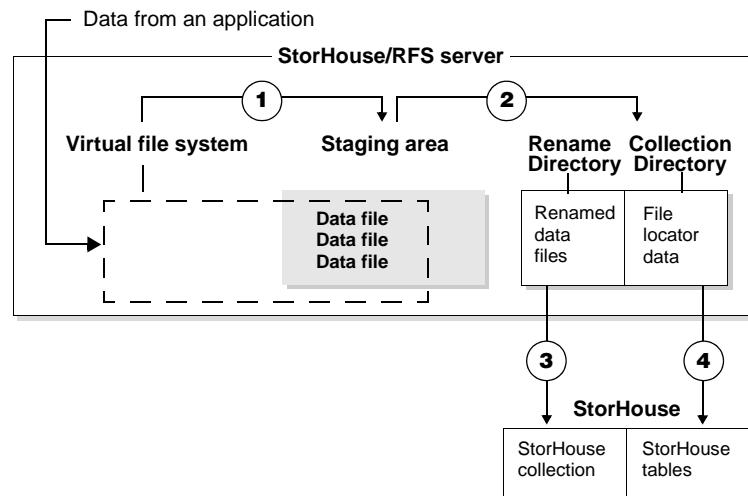 Data from an application
StorHouse/RFS server
1
2
Virtual file system
Staging area
Rename
Directory
Collection
Directory
Data file
Data file
Data file
Renamed
data
files
File
locator
data
3
4
StorHouse
StorHouse
collection
StorHouse
tables